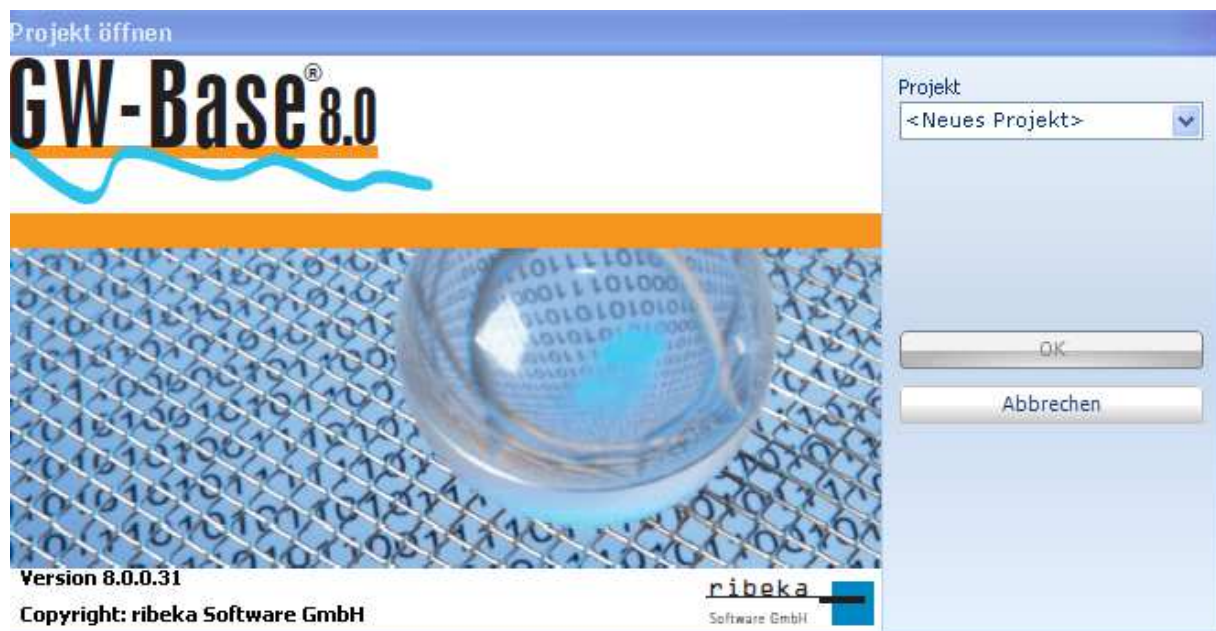 Projekt öffnen
GW-Base® 8.0
Projekt
<Neues Projekt>
OK
Abbrechen
Version 8.0.0.31
Copyright: ribeka Software GmbH
ribeka
Software GmbH